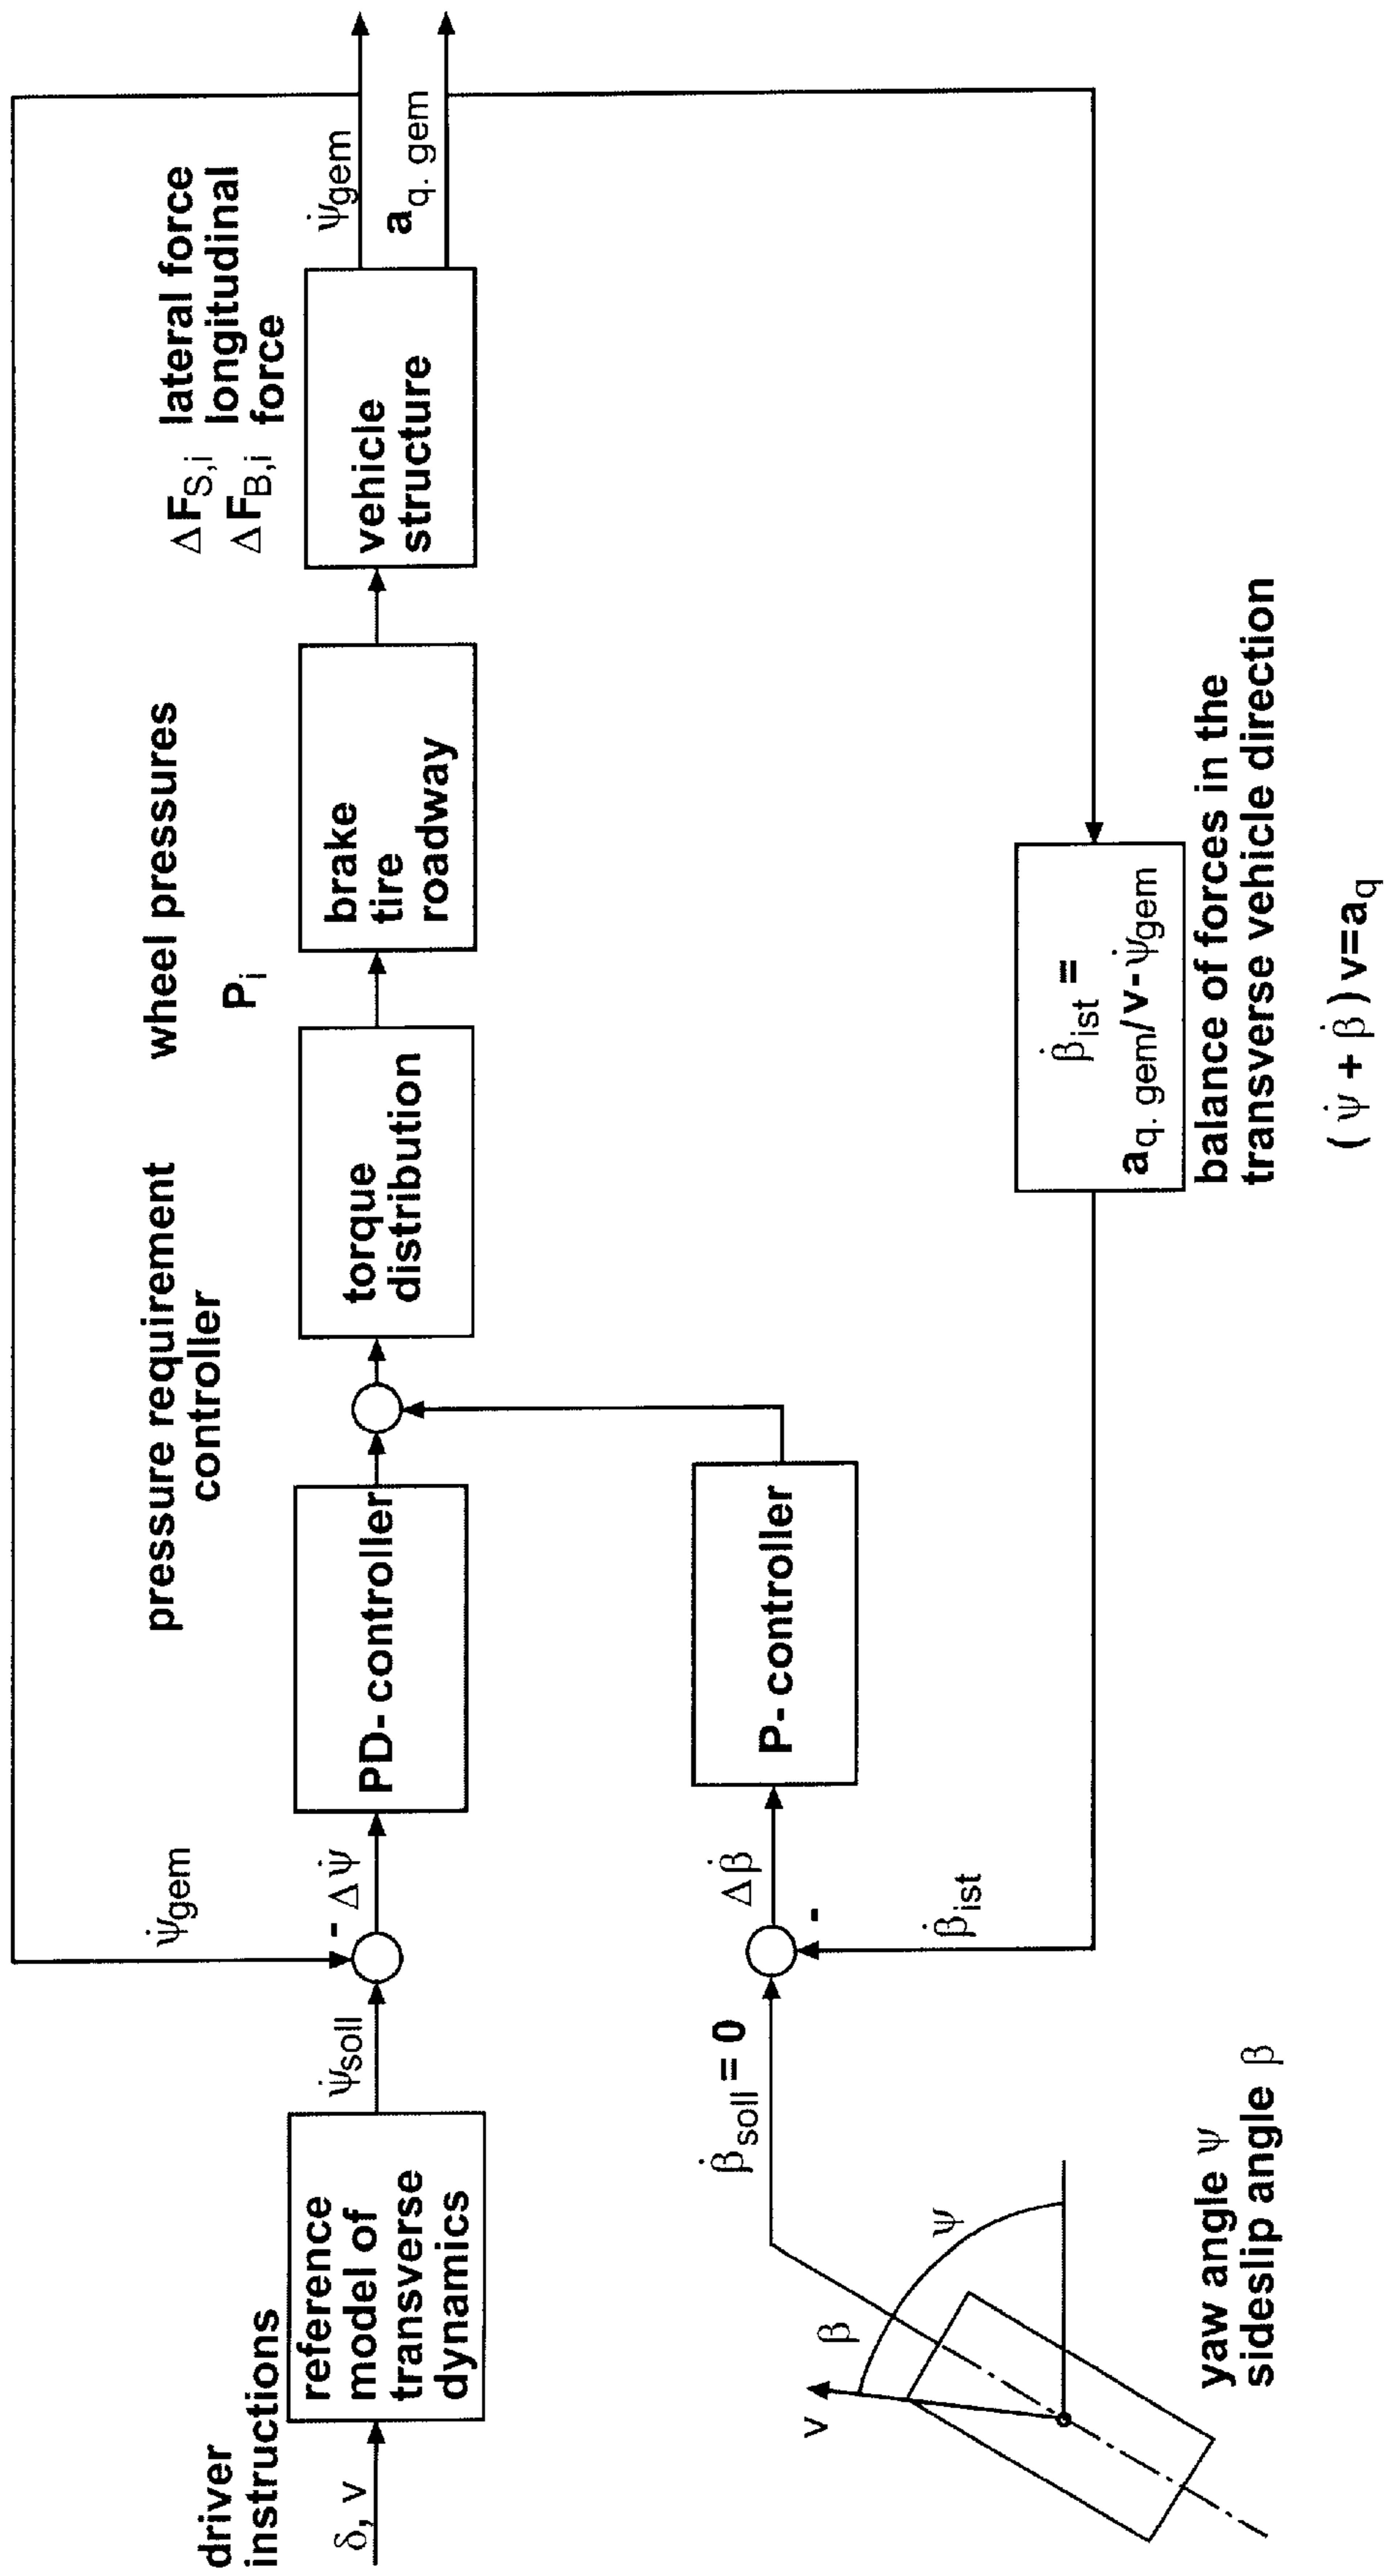 driver
instructions
δ, v
reference
model of
transverse
dynamics
ψ̇soll
ψ̇gem
-
Δψ̇
PD- controller
pressure requirement
controller
torque
distribution
wheel pressures
Pi
brake
tire
roadway
ΔFS,i lateral force
ΔFB,i longitudinal
force
vehicle
structure
ψ̇gem
aq. gem
β̇soll = 0
-
Δβ̇
P- controller
β̇ist
β̇ist =
aq. gem/v-ψ̇gem
balance of forces in the
transverse vehicle direction
(ψ̇ + β̇) v=aq
v
β
ψ
yaw angle ψ
sideslip angle β